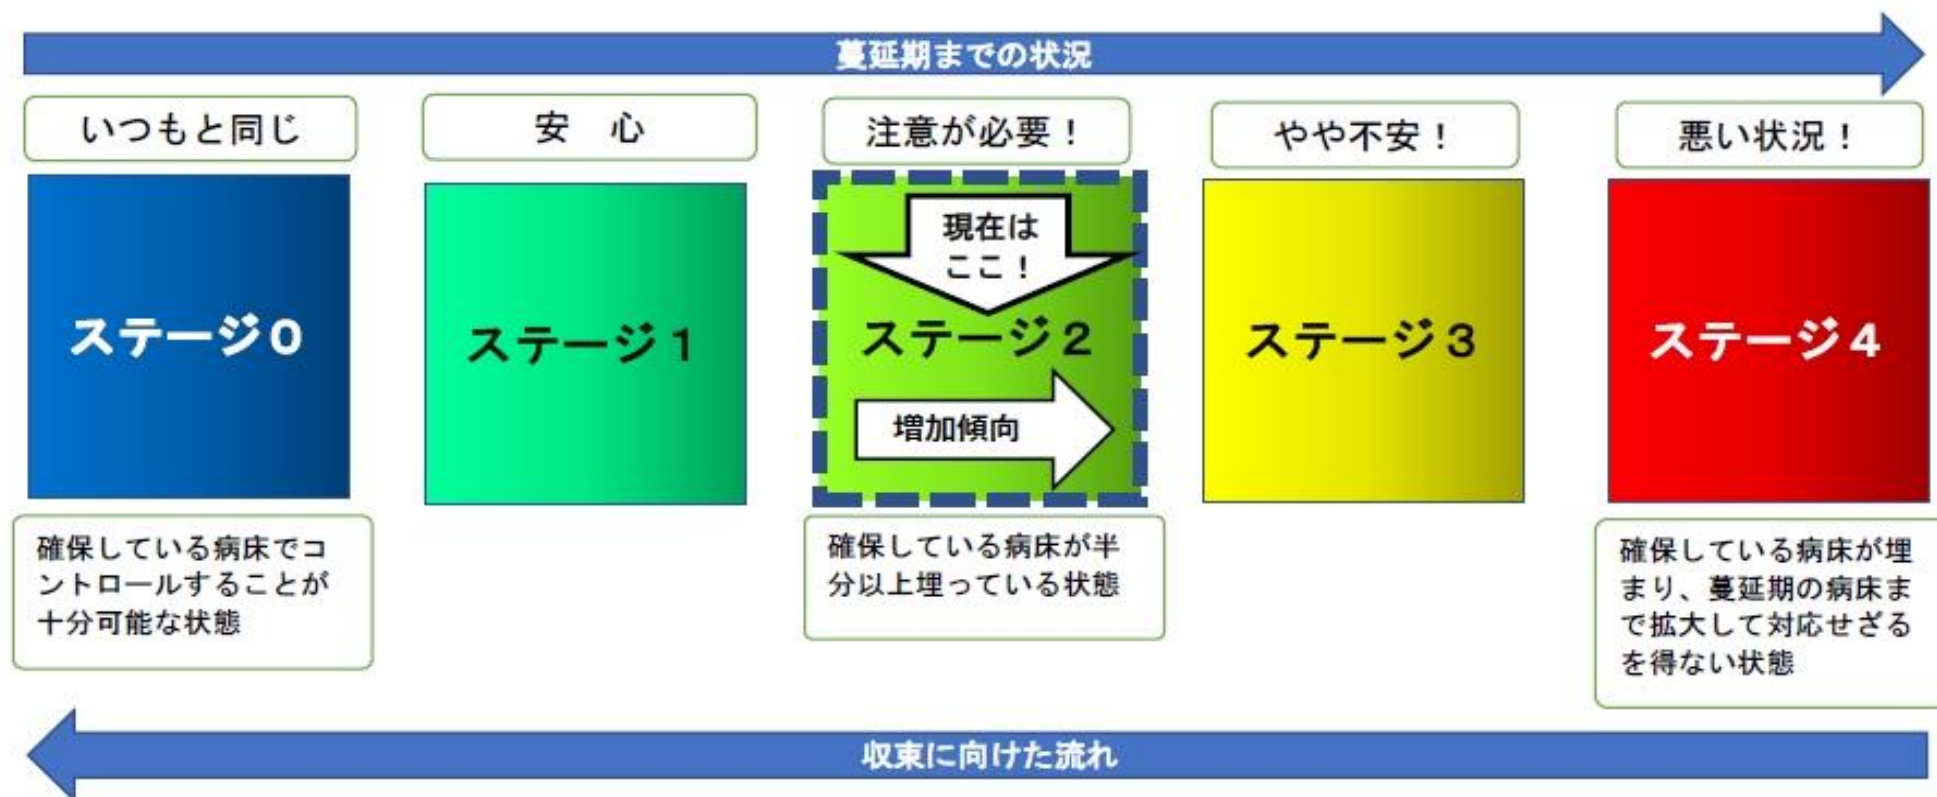 蔓延期までの状況
いつもと同じ
安　心
注意が必要！
やや不安！
悪い状況！
現在は
ここ！
ステージ０
ステージ１
ステージ２
ステージ３
ステージ４
増加傾向
確保している病床でコ
ントロールすることが
十分可能な状態
確保している病床が半
分以上埋っている状態
確保している病床が埋
まり、蔓延期の病床ま
で拡大して対応せざる
を得ない状態
収束に向けた流れ